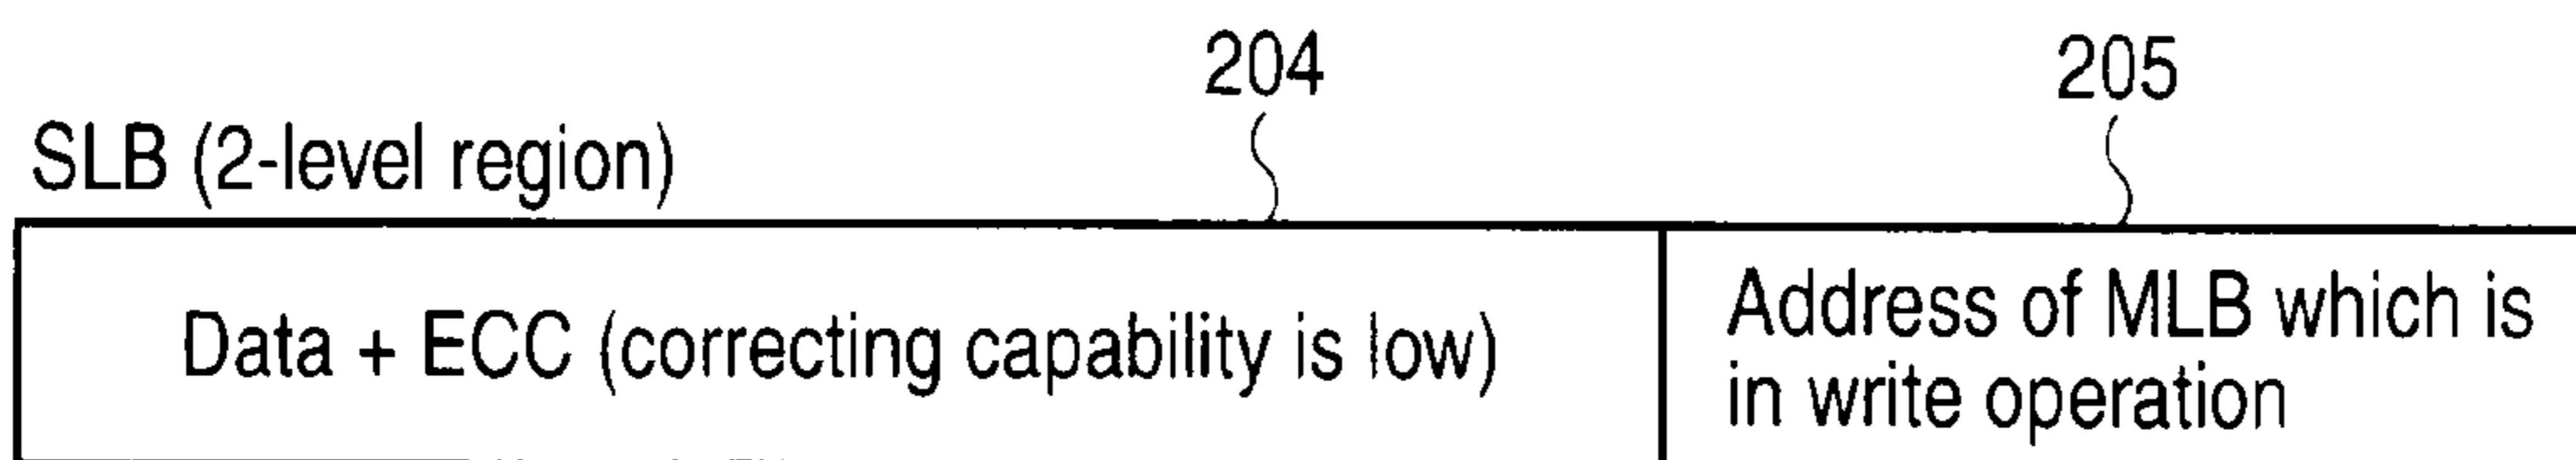 204
205
SLB (2-level region)
Data + ECC (correcting capability is low)
Address of MLB which is
in write operation